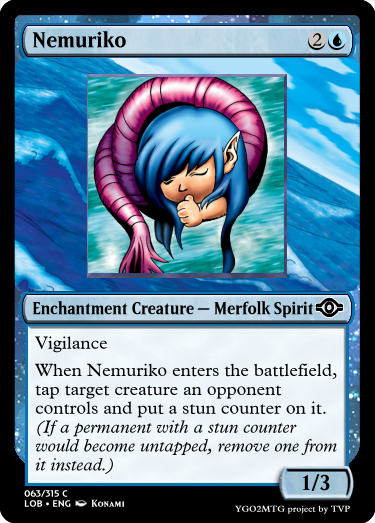 Nemuriko 2
Enchantment Creature — Merfolk Spirit
Vigilance
When Nemuriko enters the battlefield,
tap target creature an opponent
controls and put a stun counter on it.
(If a permanent with a stun counter
would become untapped, remove one from
it instead.)
1/3
063/315 C
LOB • ENG Konami
YGO2MTG project by TVP